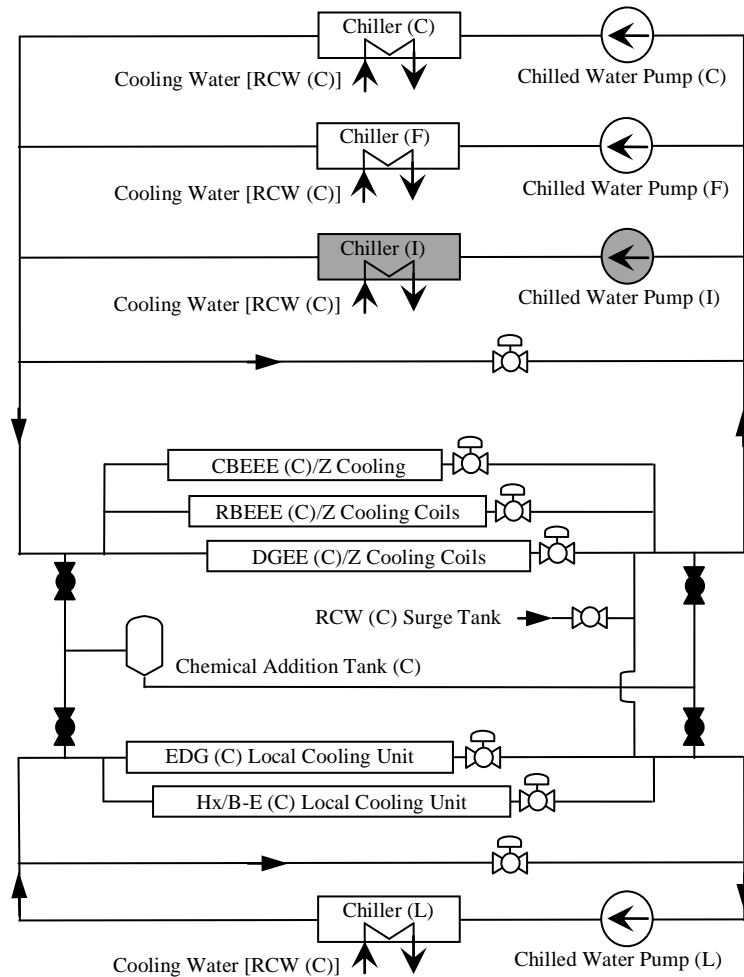 Chiller (C)
Cooling Water [RCW (C)]
Chilled Water Pump (C)
Chiller (F)
Cooling Water [RCW (C)]
Chilled Water Pump (F)
Chiller (I)
Cooling Water [RCW (C)]
Chilled Water Pump (I)
CBEEE (C)/Z Cooling
RBEEE (C)/Z Cooling Coils
DGEE (C)/Z Cooling Coils
RCW (C) Surge Tank
Chemical Addition Tank (C)
EDG (C) Local Cooling Unit
Hx/B-E (C) Local Cooling Unit
Chiller (L)
Cooling Water [RCW (C)]
Chilled Water Pump (L)